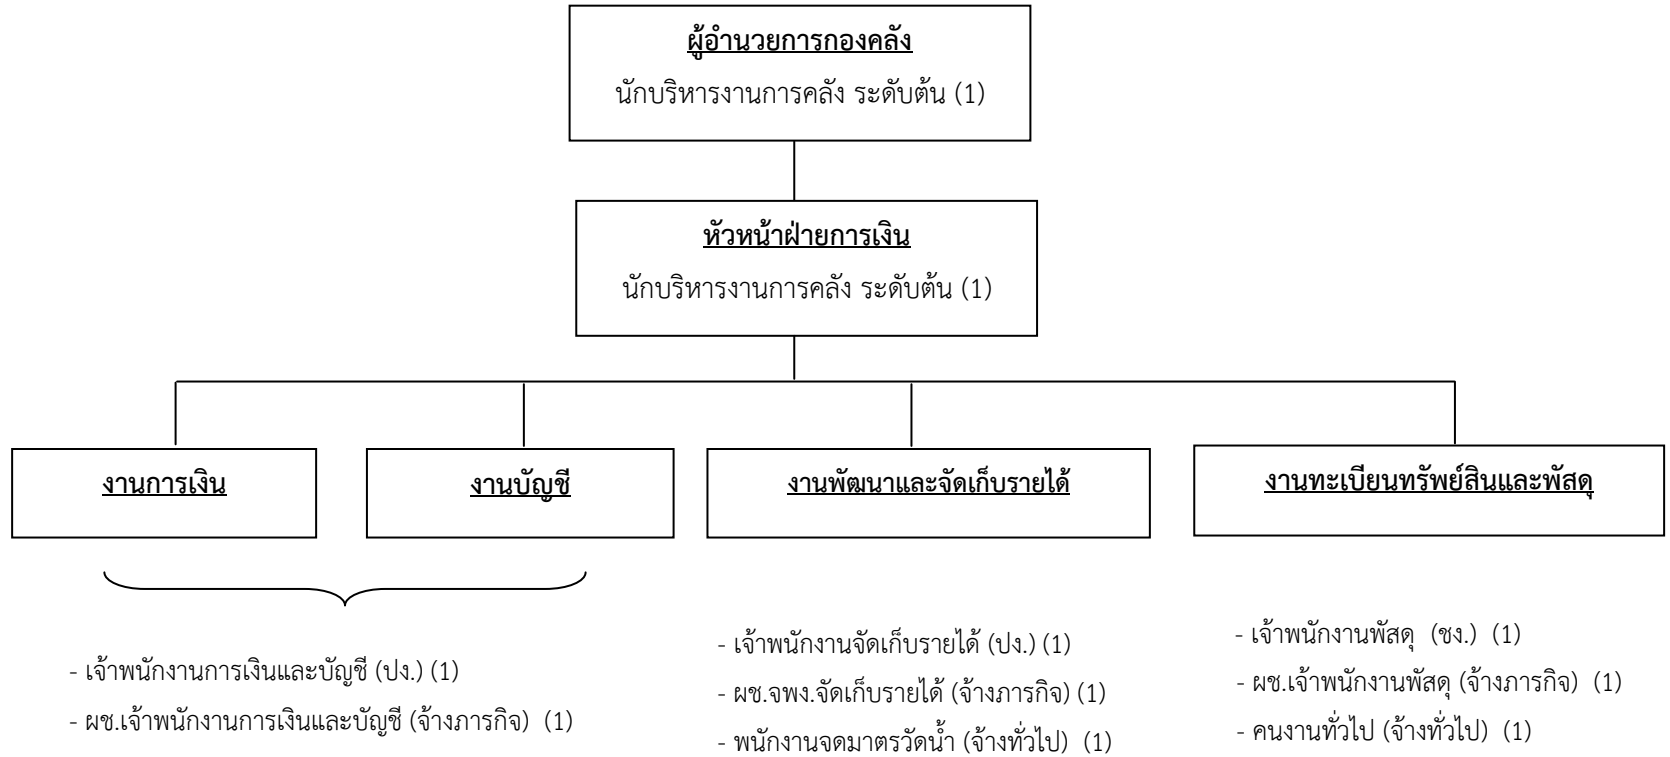 ผู้อำนวยการกองคลัง
นักบริหารงานการคลัง ระดับต้น (1)
หัวหน้าฝ่ายการเงิน
นักบริหารงานการคลัง ระดับต้น (1)
งานการเงิน
งานบัญชี
งานพัฒนาและจัดเก็บรายได้
งานทะเบียนทรัพย์สินและพัสดุ
- เจ้าพนักงานการเงินและบัญชี (ปง.) (1)
- ผช.เจ้าพนักงานการเงินและบัญชี (จ้างภารกิจ) (1)
- เจ้าพนักงานจัดเก็บรายได้ (ปง.) (1)
- ผช.จพง.จัดเก็บรายได้ (จ้างภารกิจ) (1)
- พนักงานจดมาตรวัดน้ำ (จ้างทั่วไป) (1)
- เจ้าพนักงานพัสดุ (ชง.) (1)
- ผช.เจ้าพนักงานพัสดุ (จ้างภารกิจ) (1)
- คนงานทั่วไป (จ้างทั่วไป) (1)